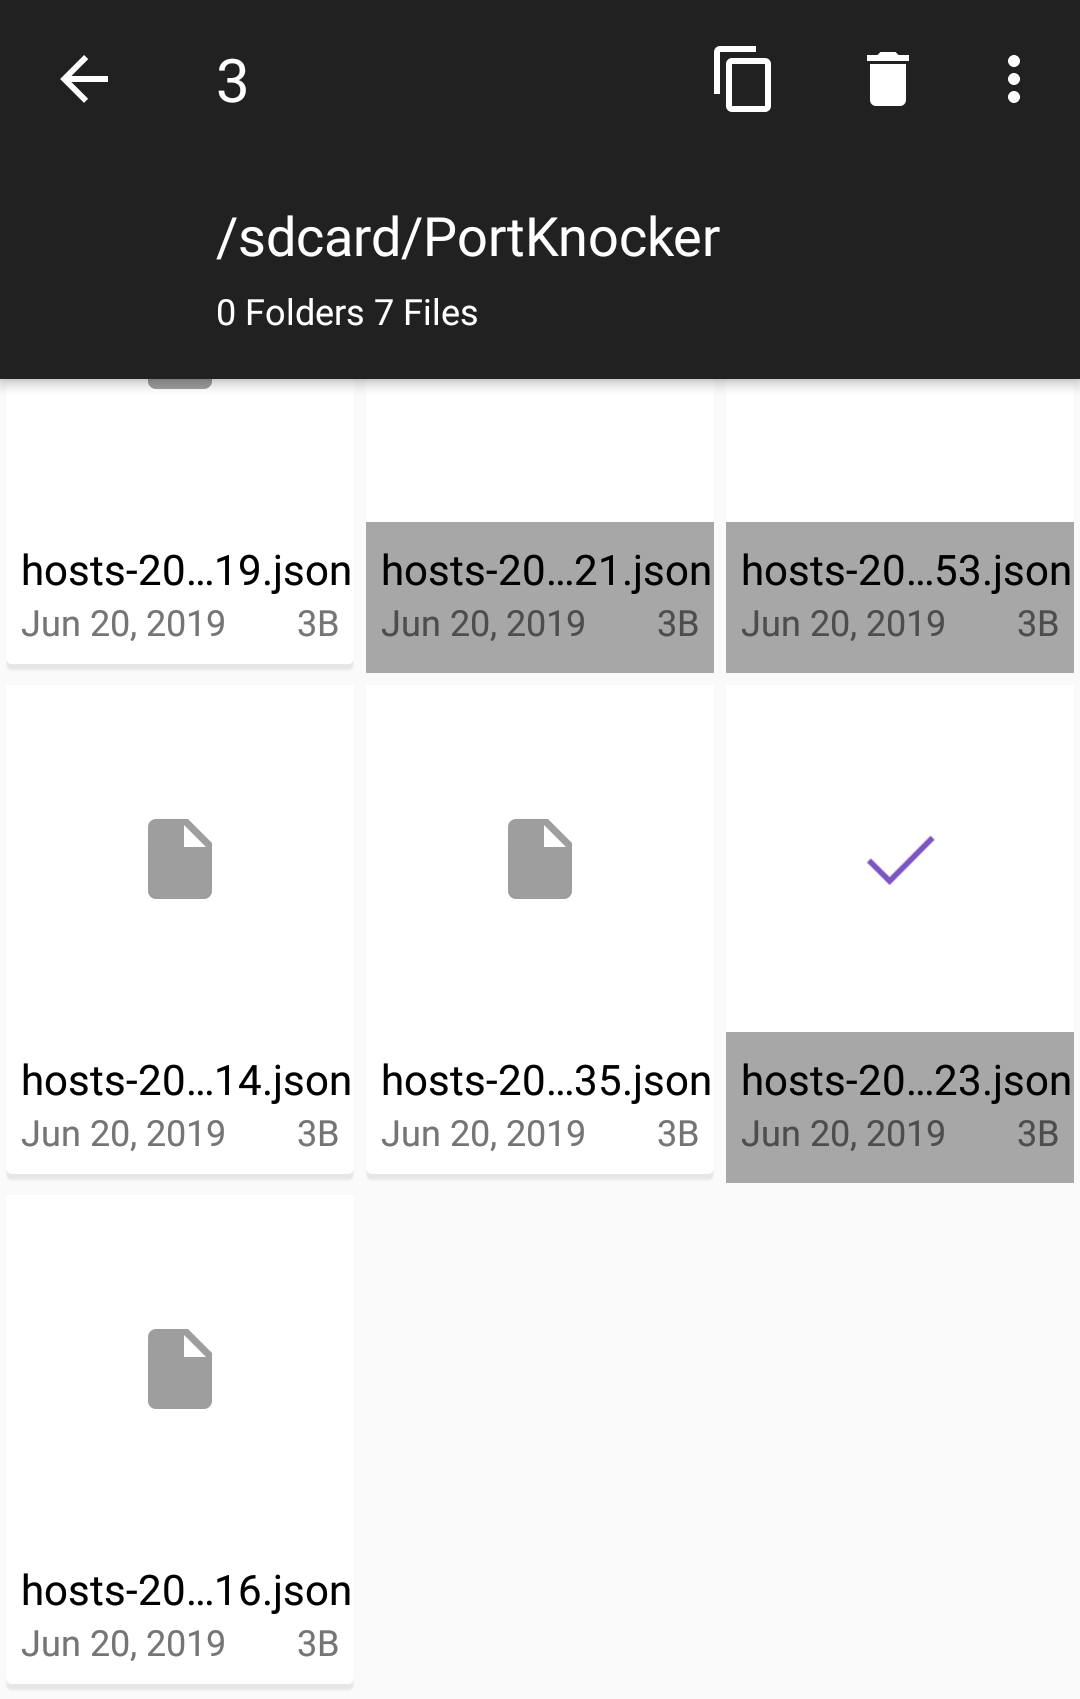 3
/sdcard/PortKnocker
0 Folders 7 Files
hosts-20...19.json
Jun 20, 2019 3B
hosts-20...21.json
Jun 20, 2019 3B
hosts-20...53.json
Jun 20, 2019 3B
hosts-20...14.json
Jun 20, 2019 3B
hosts-20...35.json
Jun 20, 2019 3B
hosts-20...23.json
Jun 20, 2019 3B
hosts-20...16.json
Jun 20, 2019 3B